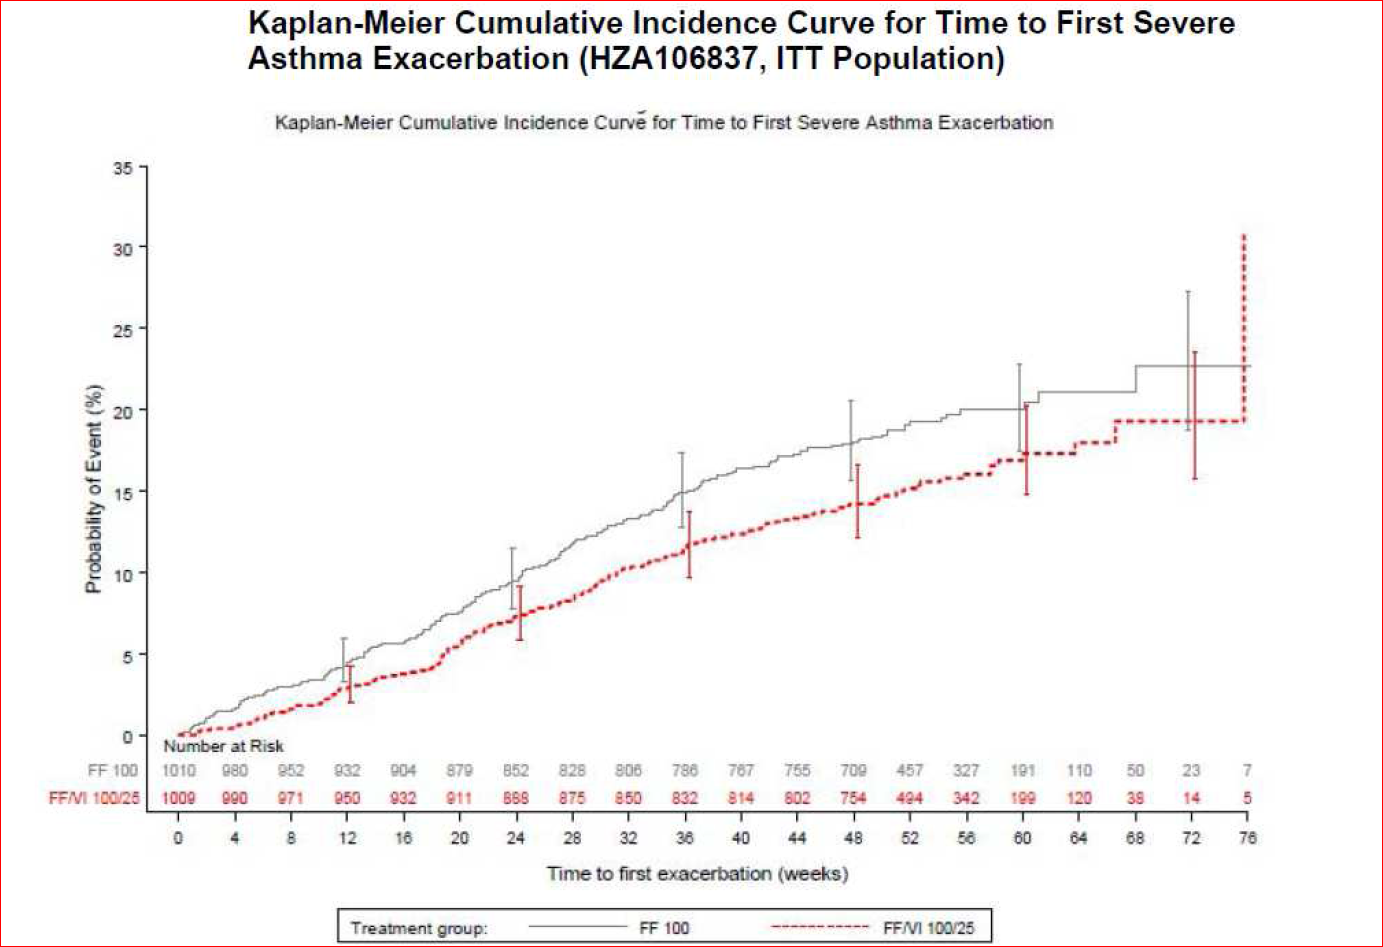 Kaplan-Meier Cumulative Incidence Curve for Time to First Severe
Asthma Exacerbation (HZA106837, ITT Population)
Kaplan-Meier Cumulative Incidence Curve for Time to First Severe Asthma Exacerbation
35
30
25
20
15
10
5
0
Probability of Event (%)
Number at Risk
FF 100 1010 980 952 932 904 879 852 828 806 786 767 755 709 457 327 191 110 50 23 7
FF/VI 100/25 1009 990 971 950 932 911 888 875 850 832 814 802 754 494 342 199 120 38 14 5
0 4 8 12 16 20 24 28 32 36 40 44 48 52 56 60 64 68 72 76
Time to first exacerbation (weeks)
Treatment group: FF 100 FF/VI 100/25